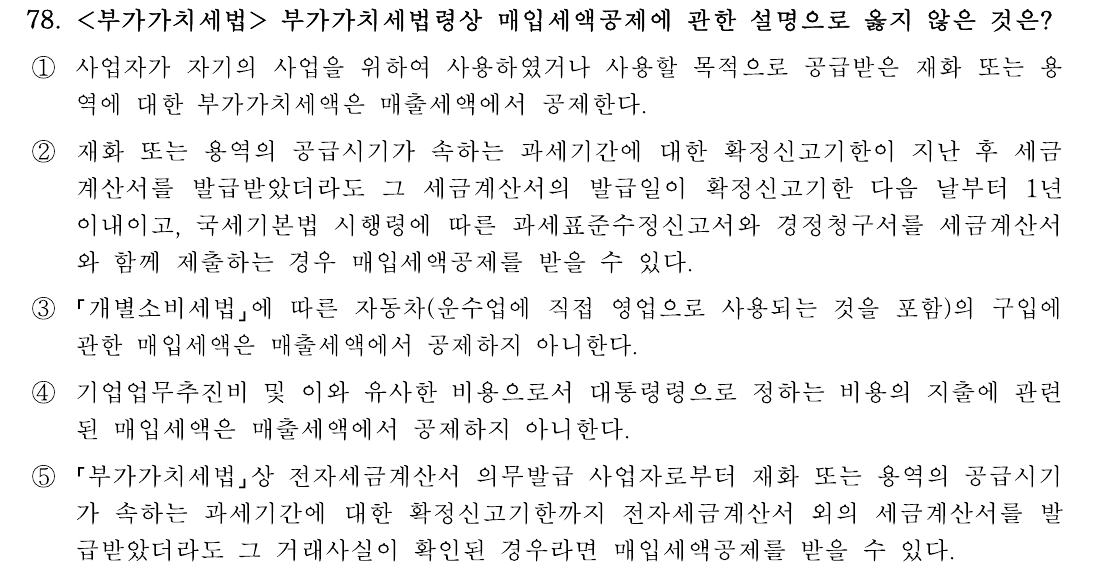 78. <부가가치세법> 부가가치세법령상 매입세액공제에 관한 설명으로 옳지 않은 것은?
① 사업자가 자기의 사업을 위하여 사용하였거나 사용할 목적으로 공급받은 재화 또는 용
역에 대한 부가가치세액은 매출세액에서 공제한다.
② 재화 또는 용역의 공급시기가 속하는 과세기간에 대한 확정신고기한이 지난 후 세금
계산서를 발급받았더라도 그 세금계산서의 발급일이 확정신고기한 다음 날부터 1년
이내이고, 국세기본법 시행령에 따른 과세표준수정신고서와 경정청구서를 세금계산서
와 함께 제출하는 경우 매입세액공제를 받을 수 있다.
③ 「개별소비세법」에 따른 자동차(운수업에 직접 영업으로 사용되는 것을 포함)의 구입에
관한 매입세액은 매출세액에서 공제하지 아니한다.
④ 기업업무추진비 및 이와 유사한 비용으로서 대통령령으로 정하는 비용의 지출에 관련
된 매입세액은 매출세액에서 공제하지 아니한다.
⑤ 「부가가치세법」상 전자세금계산서 의무발급 사업자로부터 재화 또는 용역의 공급시기
가 속하는 과세기간에 대한 확정신고기한까지 전자세금계산서 외의 세금계산서를 발
급받았더라도 그 거래사실이 확인된 경우라면 매입세액공제를 받을 수 있다.